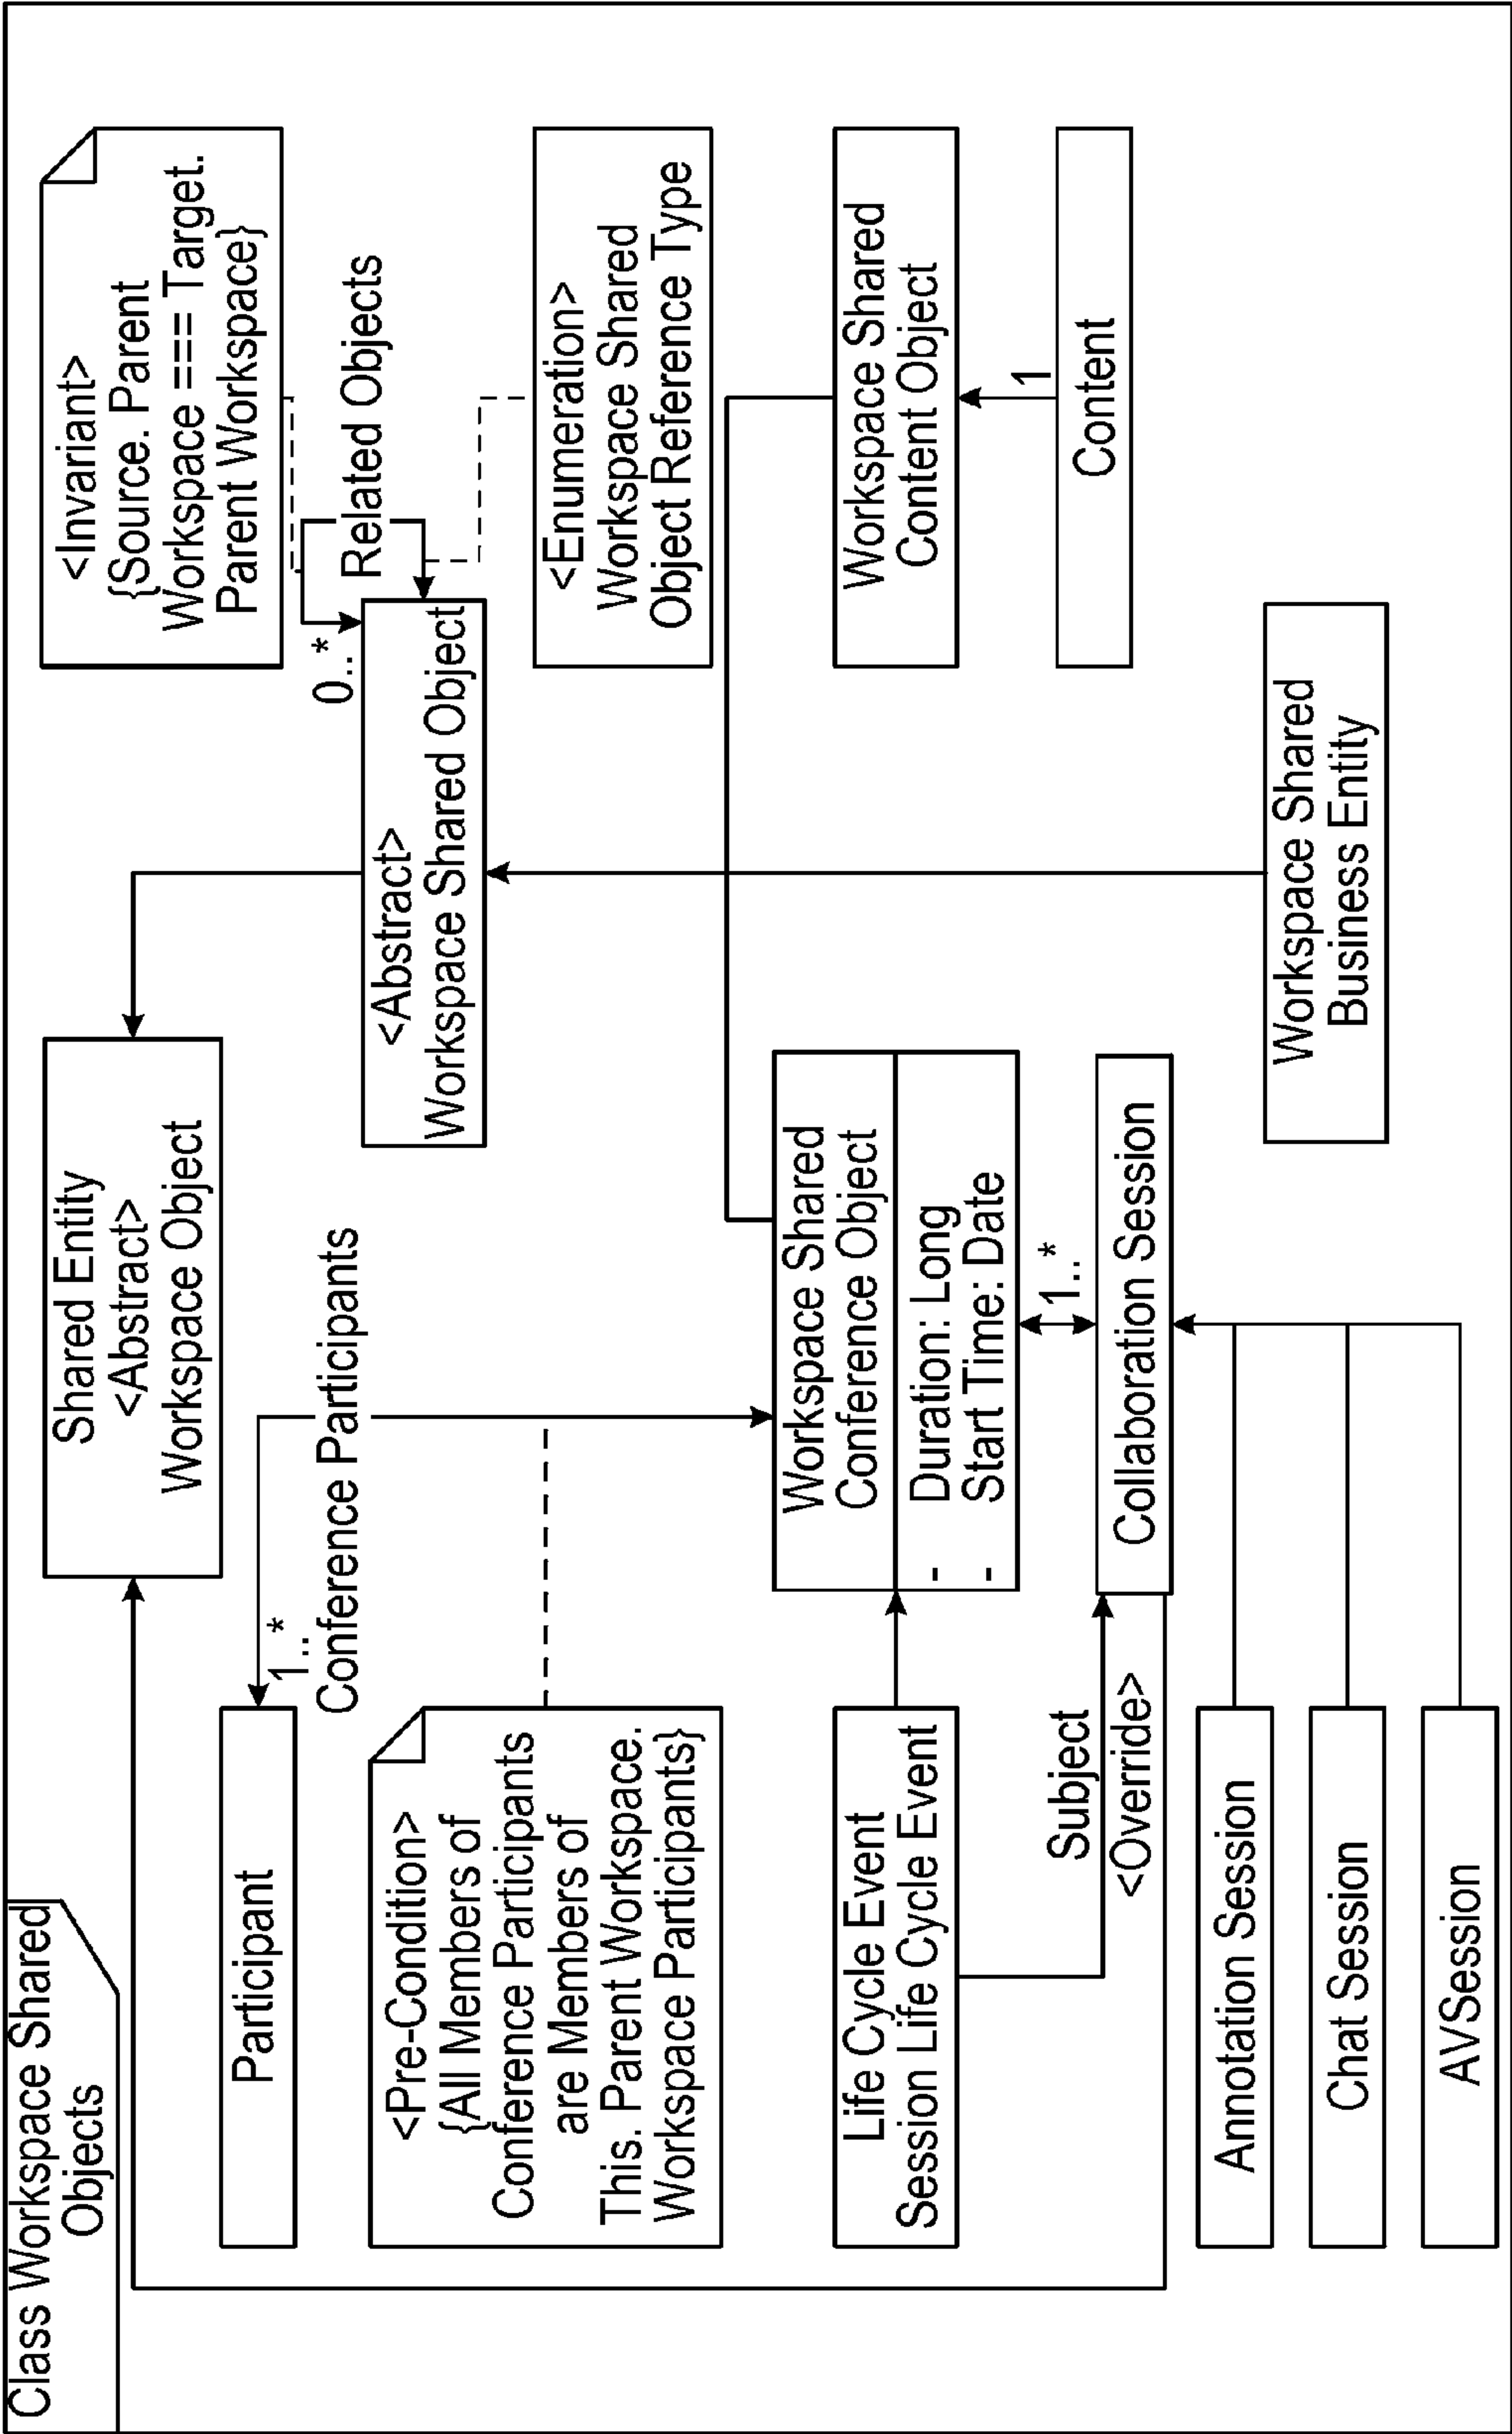 Class Workspace Shared
Objects
Participant
1..*
Conference Participants
Shared Entity
<Abstract>
Workspace Object
<Invariant>
{Source. Parent
Workspace === Target.
Parent Workspace}
<Pre-Condition>
{All Members of
Conference Participants
are Members of
This. Parent Workspace.
Workspace Participants}
0..*
Related Objects
<Abstract>
Workspace Shared Object
<Enumeration>
Workspace Shared
Object Reference Type
Life Cycle Event
Session Life Cycle Event
Workspace Shared
Conference Object
- Duration: Long
- Start Time: Date
Workspace Shared
Content Object
1..*
1
Subject
<Override>
Collaboration Session
Content
Annotation Session
Chat Session
AVSession
Workspace Shared
Business Entity